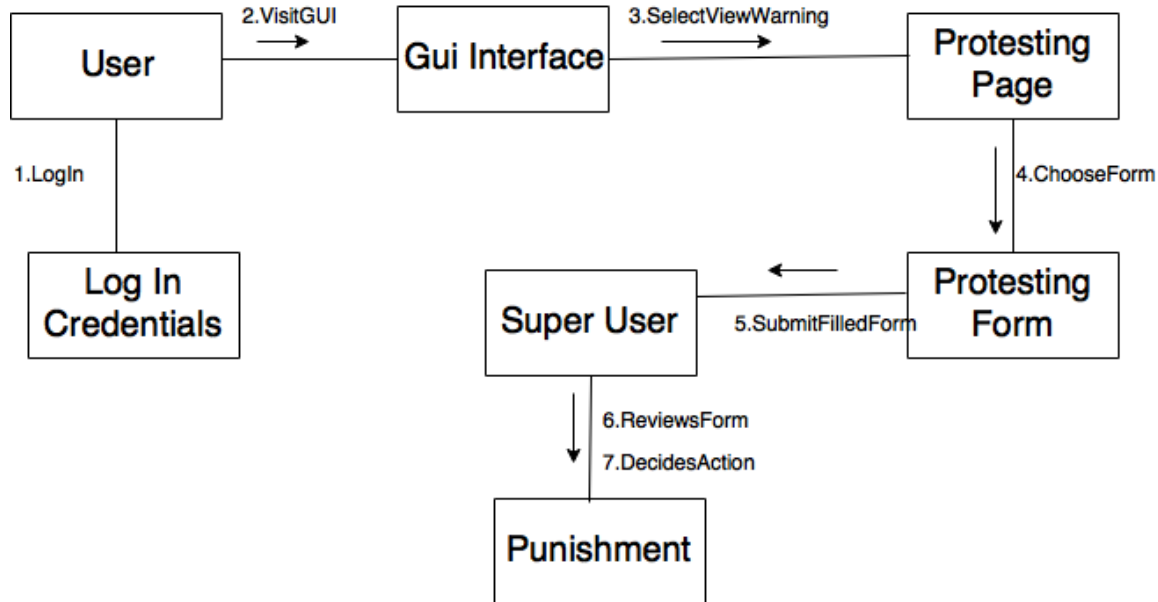 2.VisitGUI
3.SelectViewWarning
User
Gui Interface
Protesting
Page
1.LogIn
4.ChooseForm
Log In
Credentials
Super User
5.SubmitFilledForm
Protesting
Form
6.ReviewsForm
7.DecidesAction
Punishment